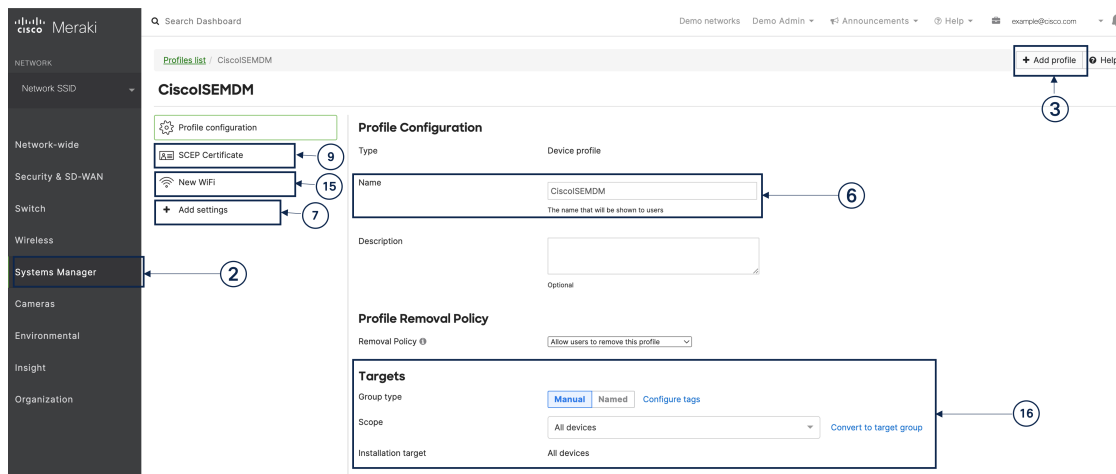 cisco Meraki
Search Dashboard
Demo networks
Demo Admin
Announcements
Help
example@cisco.com
NETWORK
Network SSID
Network-wide
Security & SD-WAN
Switch
Wireless
Systems Manager
2
Cameras
Environmental
Insight
Organization
Profiles list / CiscoISEMDM
+ Add profile
Help
3
CiscoISEMDM
Profile configuration
SCEP Certificate
9
New WiFi
15
+ Add settings
7
Profile Configuration
Type
Device profile
Name
CiscoISEMDM
The name that will be shown to users
6
Description
Optional
Profile Removal Policy
Removal Policy
Allow users to remove this profile
Targets
Group type
Manual
Named
Configure tags
Scope
All devices
Convert to target group
16
Installation target
All devices